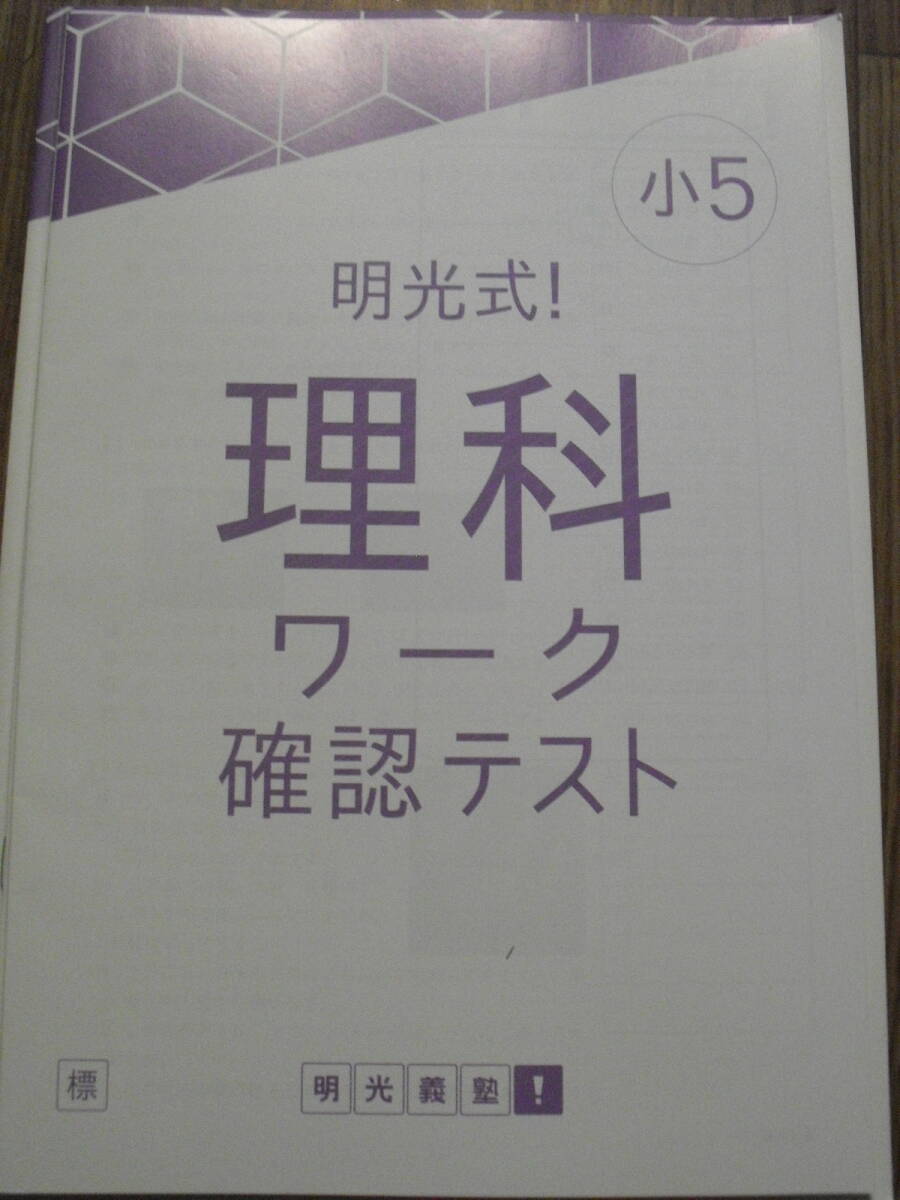 小5
明光式!
理科
ワーク
確認テスト
標
明光義塾!